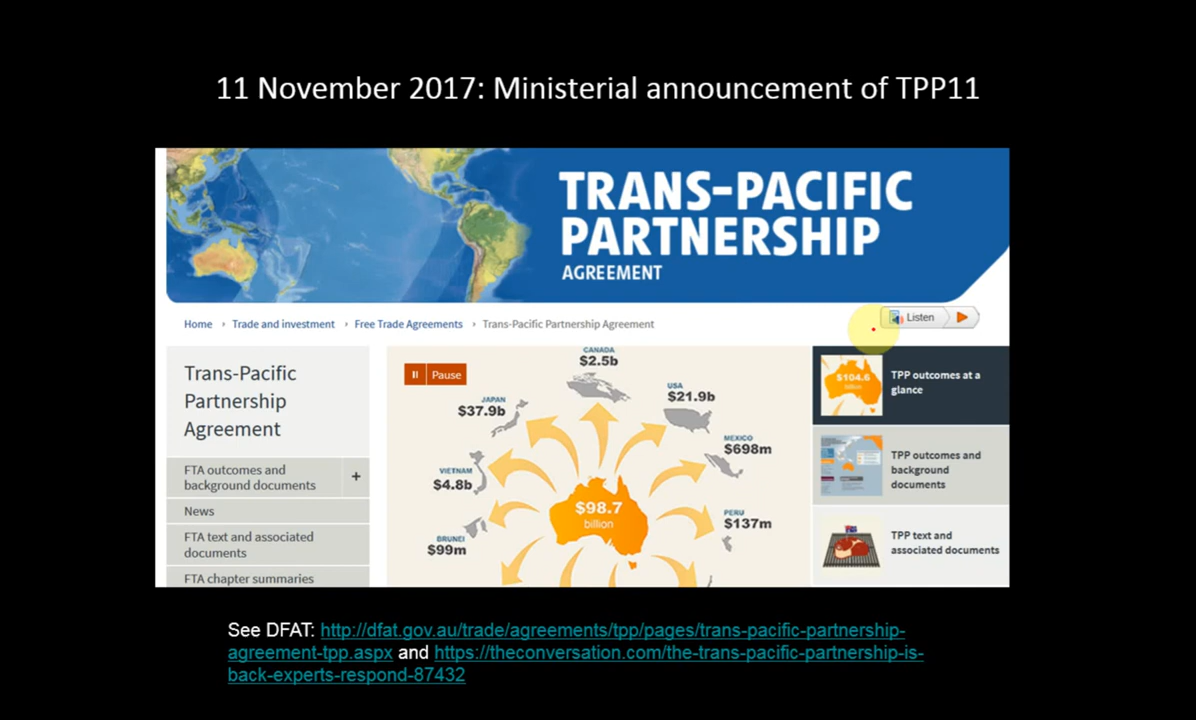 11 November 2017: Ministerial announcement of TPP11
TRANS-PACIFIC
PARTNERSHIP
AGREEMENT
Home › Trade and investment › Free Trade Agreements › Trans-Pacific Partnership Agreement
Listen
Trans-Pacific
Partnership
Agreement
FTA outcomes and
background documents
+
News
FTA text and associated
documents
FTA chapter summaries
Pause
CANADA
$2.5b
USA
$21.9b
JAPAN
$37.9b
MEXICO
$698m
VIETNAM
$4.8b
$98.7
billion
PERU
$137m
BRUNEI
$99m
$104.6
billion
TPP outcomes at a
glance
TPP outcomes and
background
documents
TPP text and
associated documents
See DFAT: http://dfat.gov.au/trade/agreements/tpp/pages/trans-pacific-partnership-
agreement-tpp.aspx and https://theconversation.com/the-trans-pacific-partnership-is-
back-experts-respond-87432